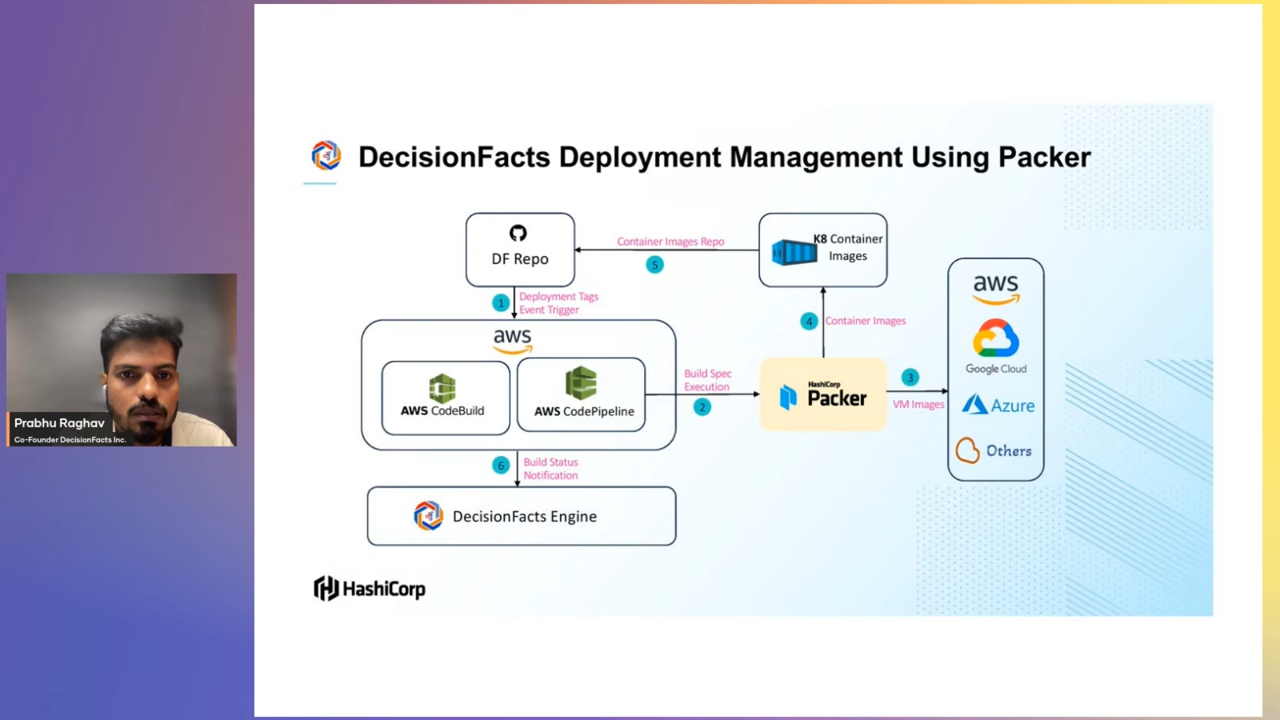 DecisionFacts Deployment Management Using Packer
DF Repo
Container Images Repo
5
K8 Container
Images
1
Deployment Tags
Event Trigger
4
Container Images
aws
AWS CodeBuild
AWS CodePipeline
Build Spec
Execution
2
HashiCorp
Packer
3
VM Images
aws
Google Cloud
Azure
Others
6
Build Status
Notification
DecisionFacts Engine
HashiCorp
Prabhu Raghav
Co-Founder DecisionFacts Inc.